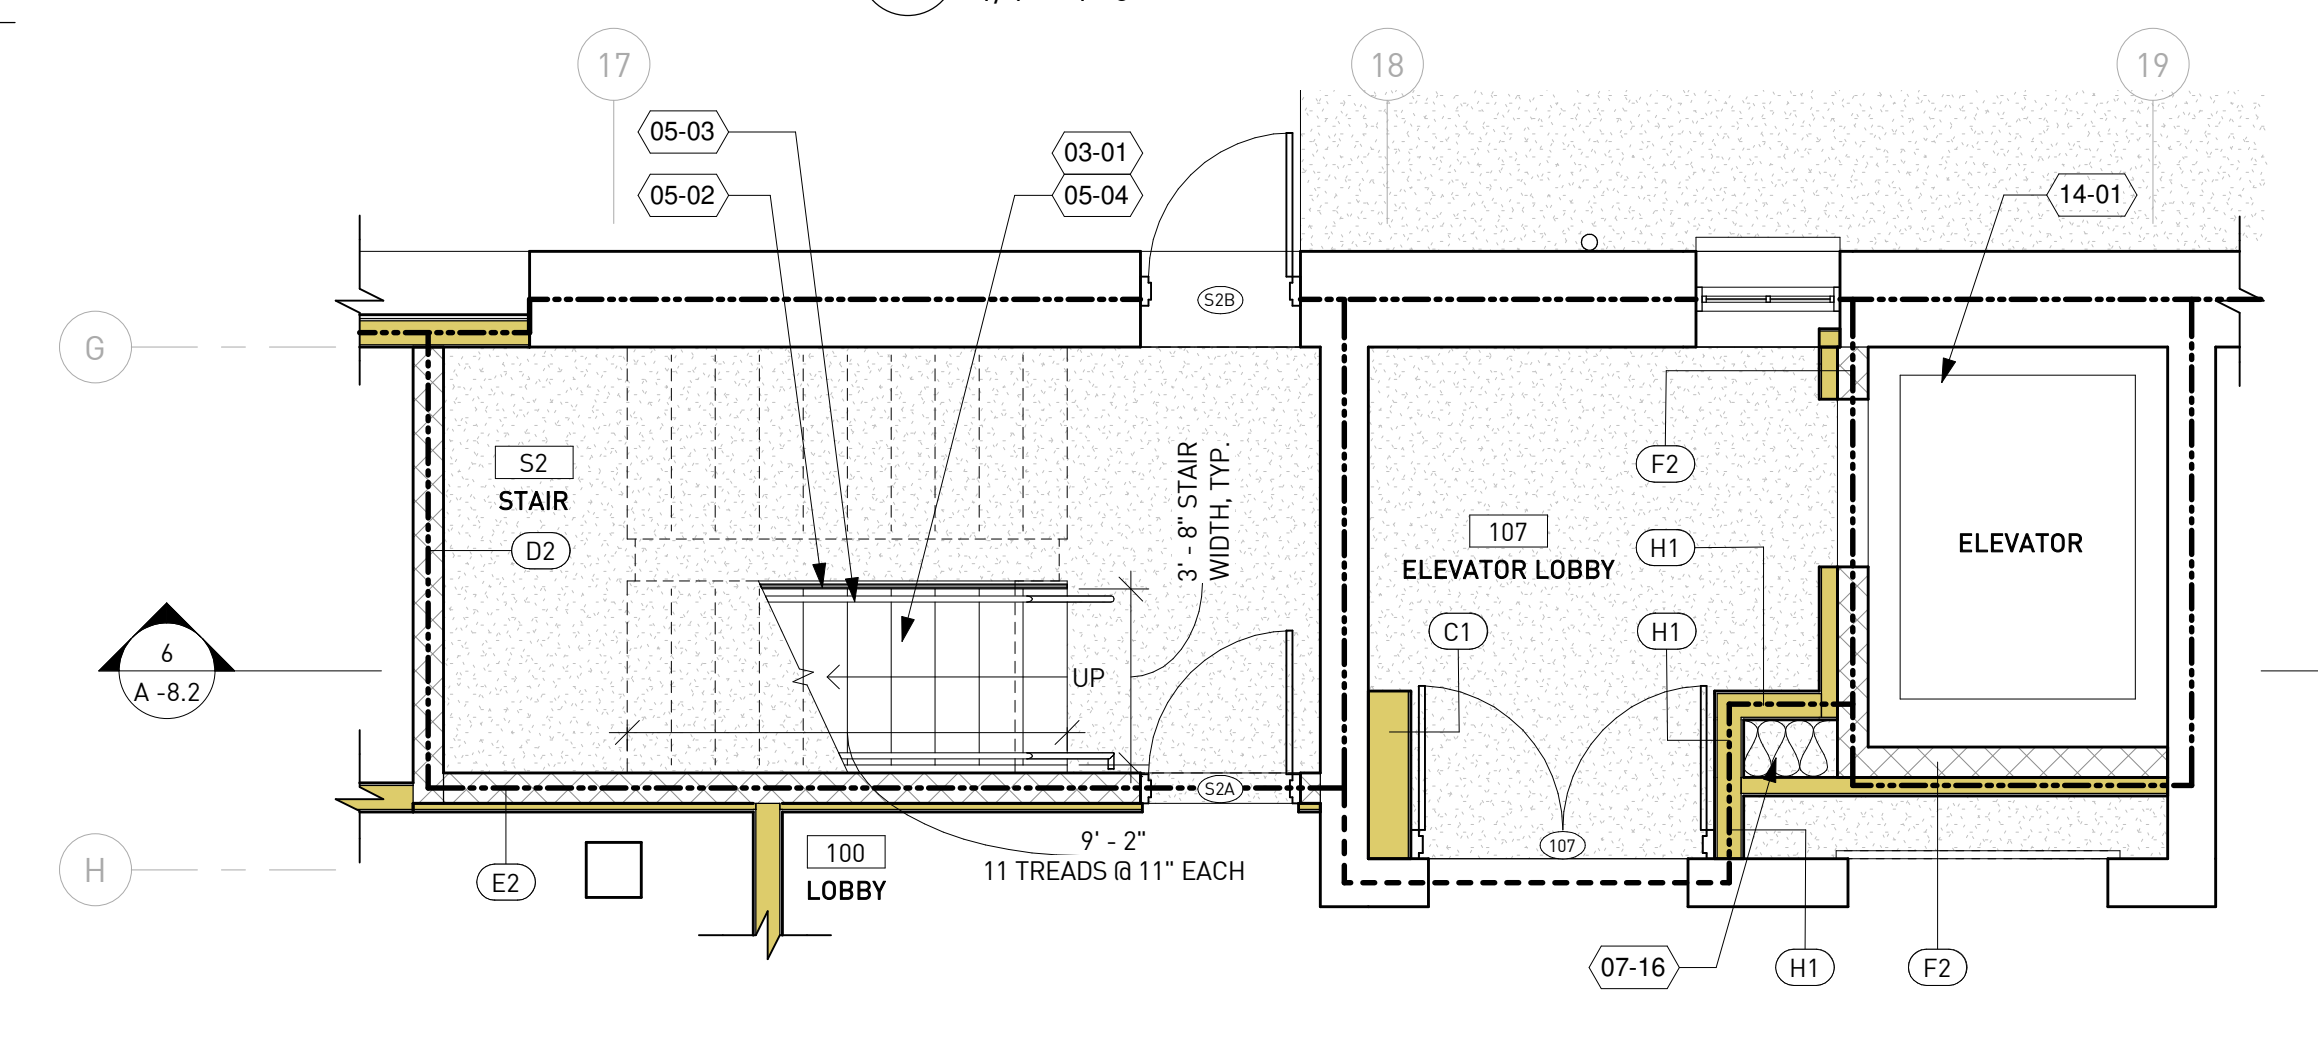 17
18
19
05-03
03-01
05-02
05-04
14-01
S2B
G
S2
STAIR
3' - 8" STAIR
WIDTH, TYP.
F2
107
ELEVATOR LOBBY
ELEVATOR
D2
H1
C1
H1
6
A -8.2
UP
S2A
9' - 2"
11 TREADS @ 11" EACH
107
100
LOBBY
H
E2
07-16
H1
F2